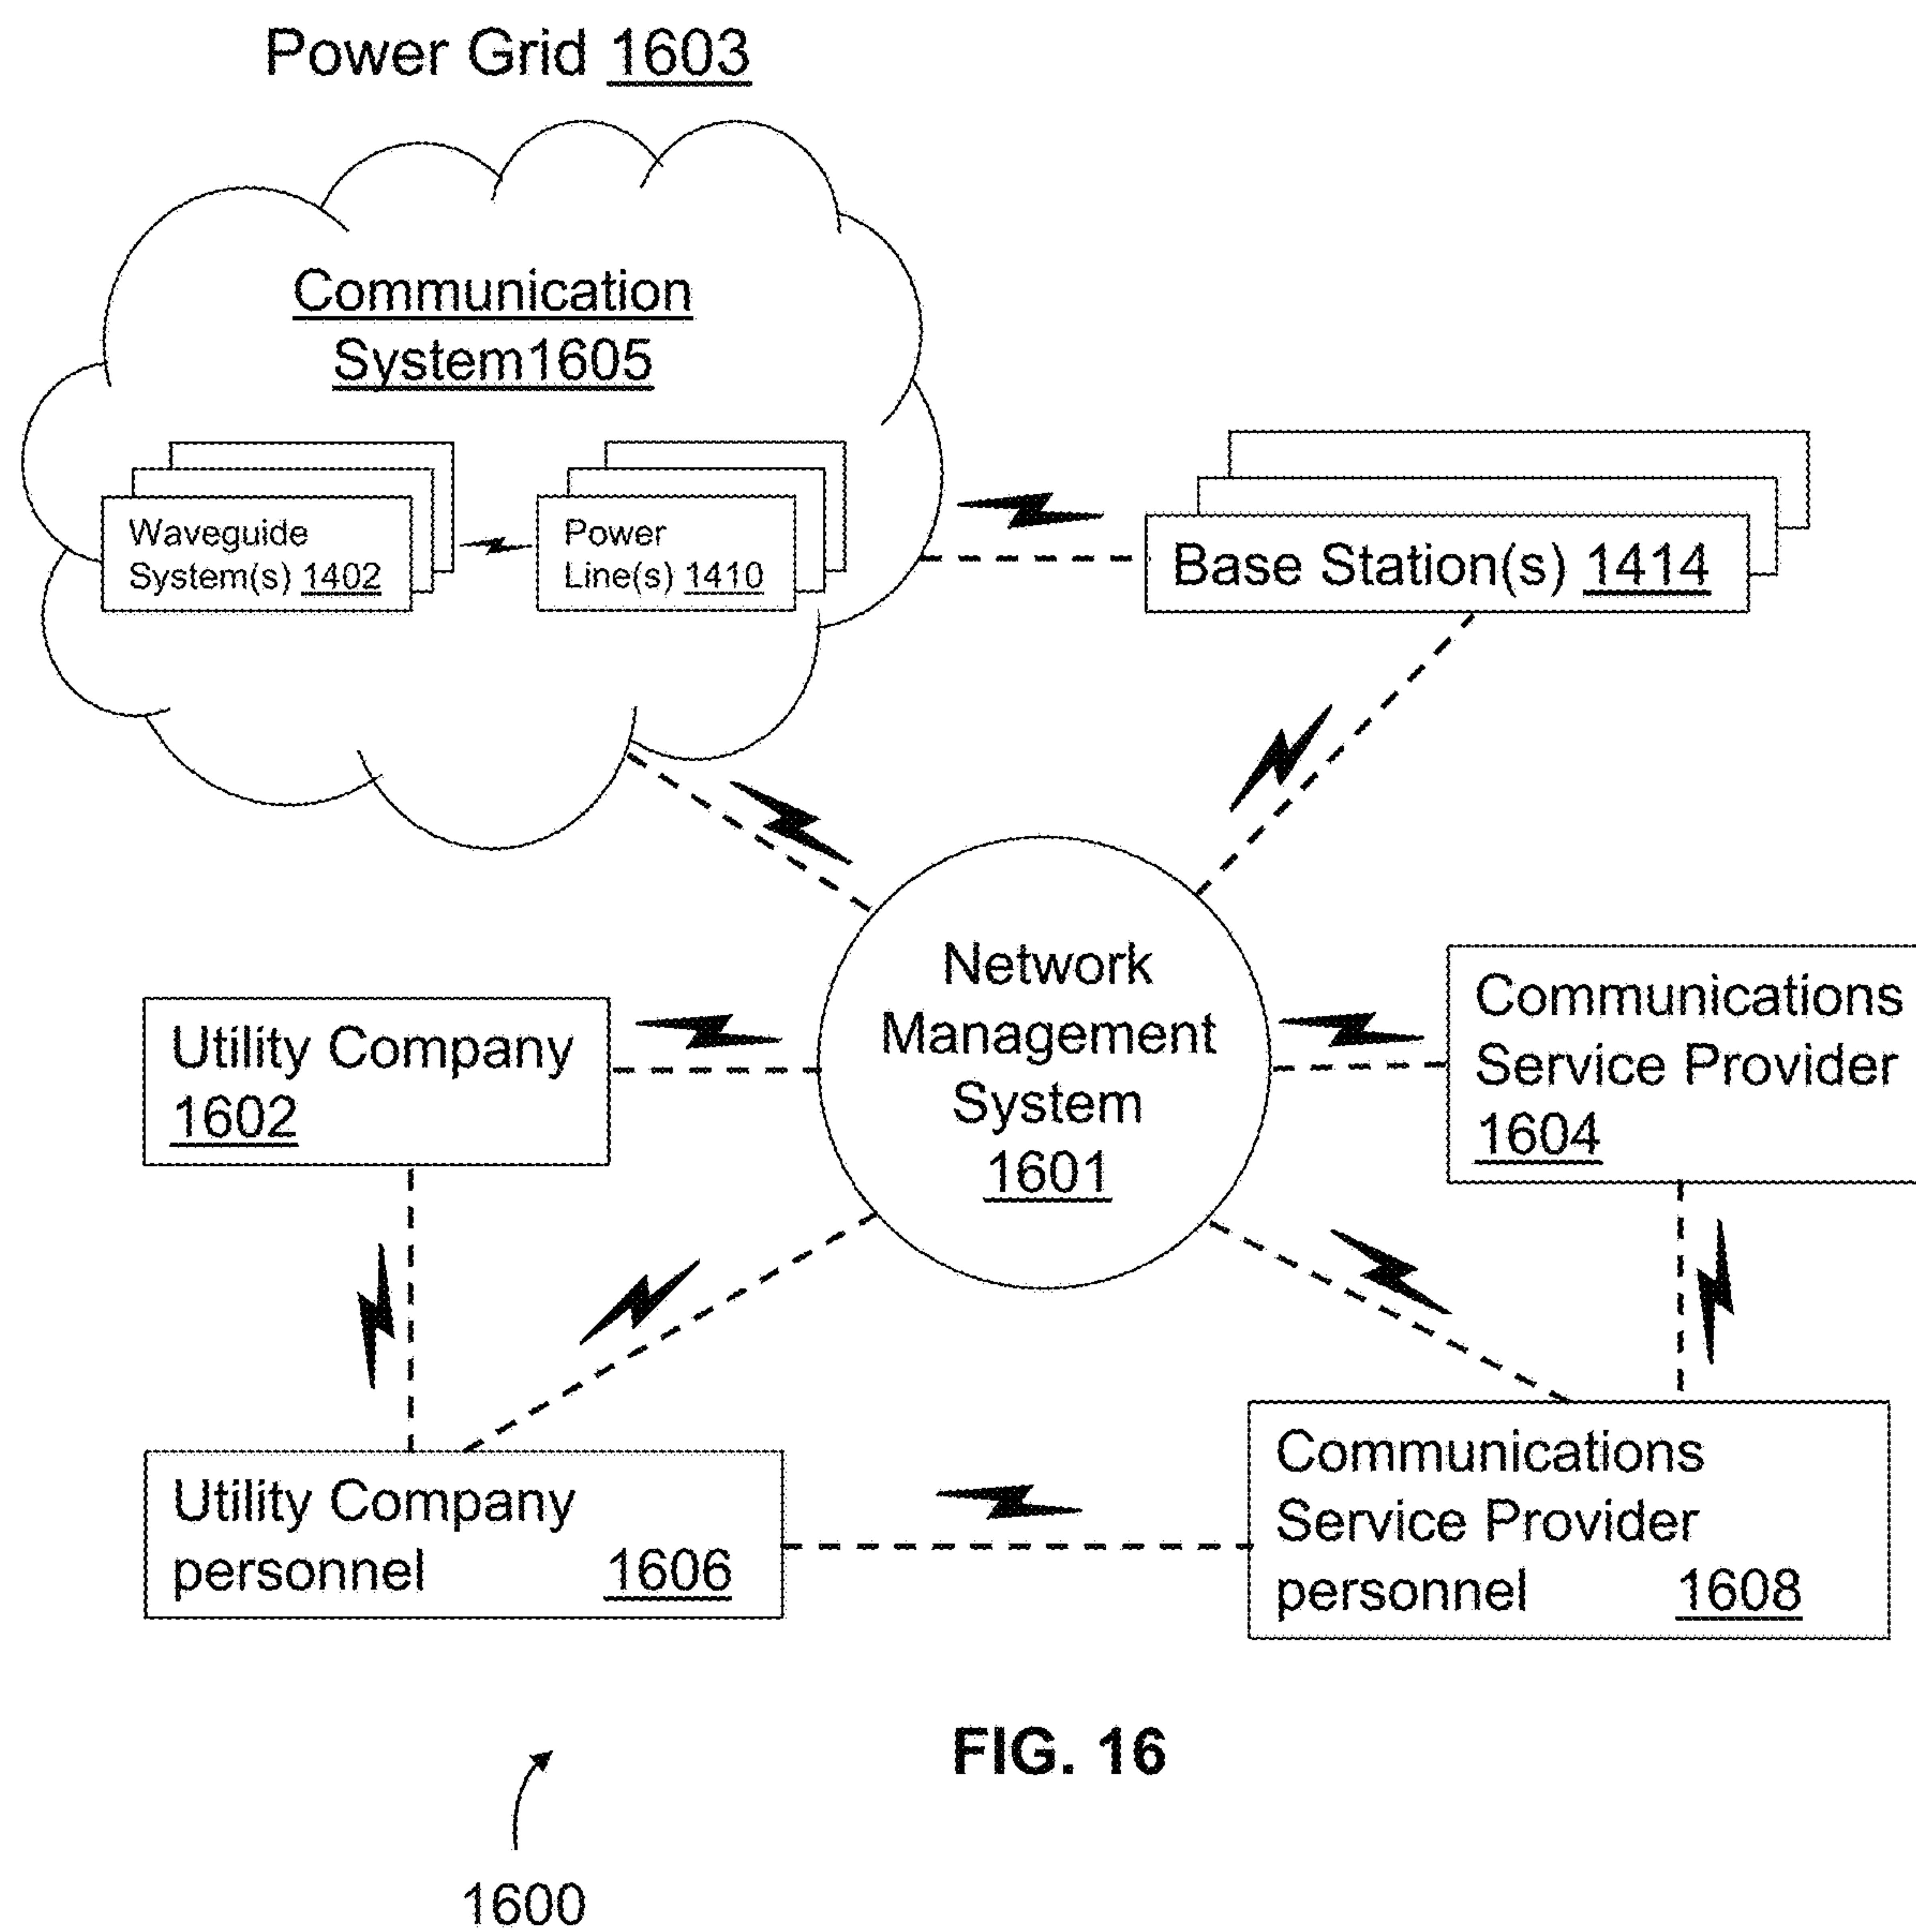 Power Grid 1603
Communication
System1605
Waveguide
System(s) 1402
Power
Line(s) 1410
Base Station(s) 1414
Network
Management
System
1601
Utility Company
1602
Communications
Service Provider
1604
Utility Company
personnel 1606
Communications
Service Provider
personnel 1608
FIG. 16
1600